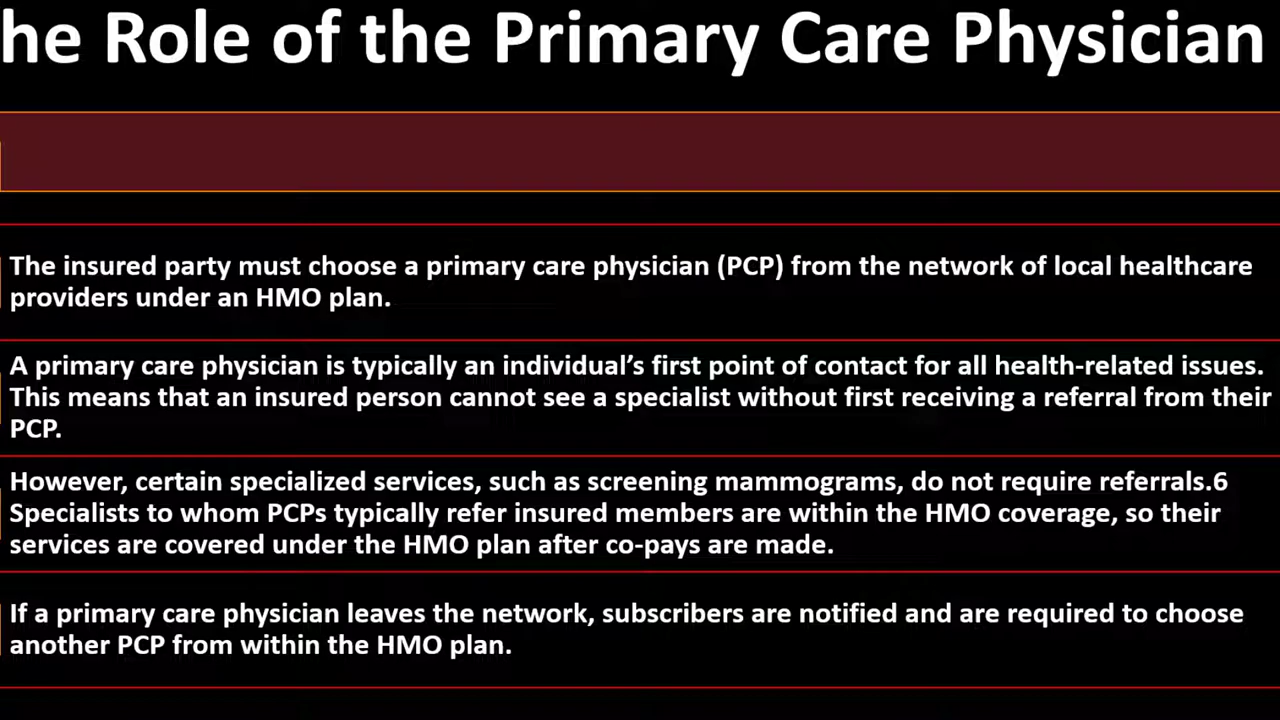 he Role of the Primary Care Physician
The insured party must choose a primary care physician (PCP) from the network of local healthcare
providers under an HMO plan.
A primary care physician is typically an individual’s first point of contact for all health-related issues.
This means that an insured person cannot see a specialist without first receiving a referral from their
PCP.
However, certain specialized services, such as screening mammograms, do not require referrals.6
Specialists to whom PCPs typically refer insured members are within the HMO coverage, so their
services are covered under the HMO plan after co-pays are made.
If a primary care physician leaves the network, subscribers are notified and are required to choose
another PCP from within the HMO plan.